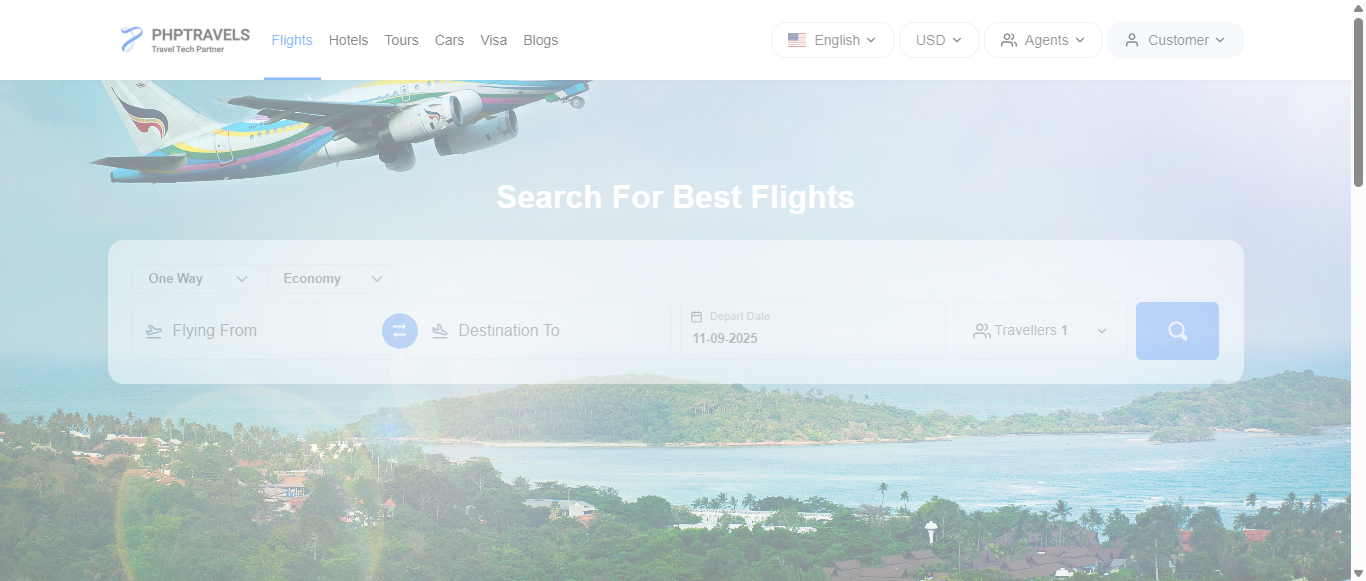 PHPTRAVELS
Travel Tech Partner
Flights Hotels Tours Cars Visa Blogs
English USD Agents Customer
Search For Best Flights
One Way Economy
Flying From
Destination To
Depart Date
11-09-2025
Travellers 1